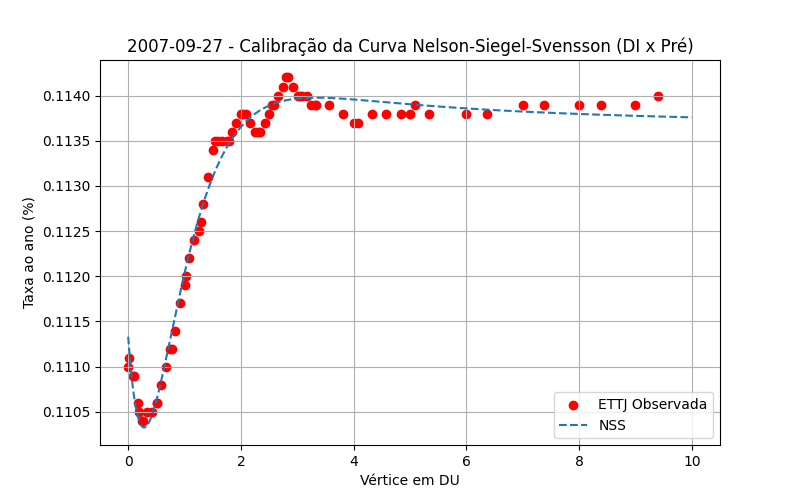 2007-09-27 - Calibração da Curva Nelson-Siegel-Svensson (DI x Pré)
Taxa ao ano (%)
0.1140
0.1135
0.1130
0.1125
0.1120
0.1115
0.1110
0.1105
ETTJ Observada
NSS
0 2 4 6 8 10
Vértice em DU